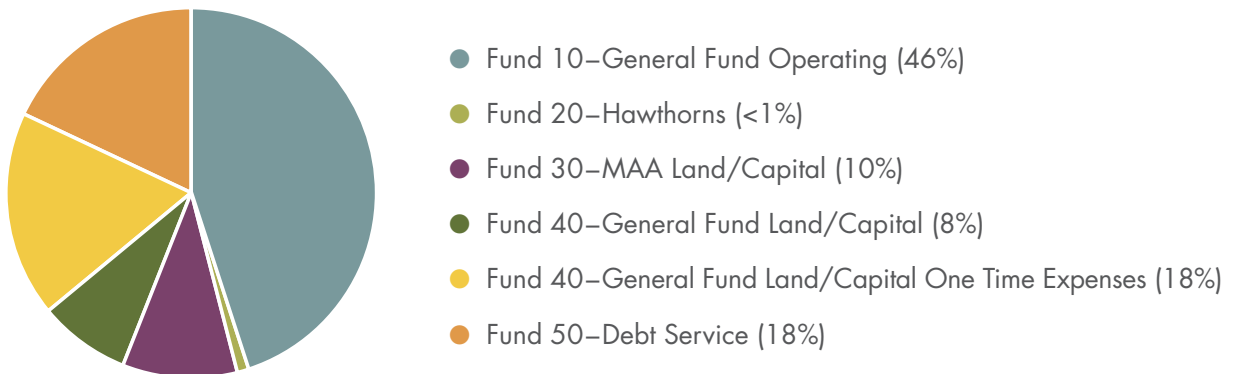 Fund 10–General Fund Operating (46%)
Fund 20–Hawthorns (<1%)
Fund 30–MAA Land/Capital (10%)
Fund 40–General Fund Land/Capital (8%)
Fund 40–General Fund Land/Capital One Time Expenses (18%)
Fund 50–Debt Service (18%)